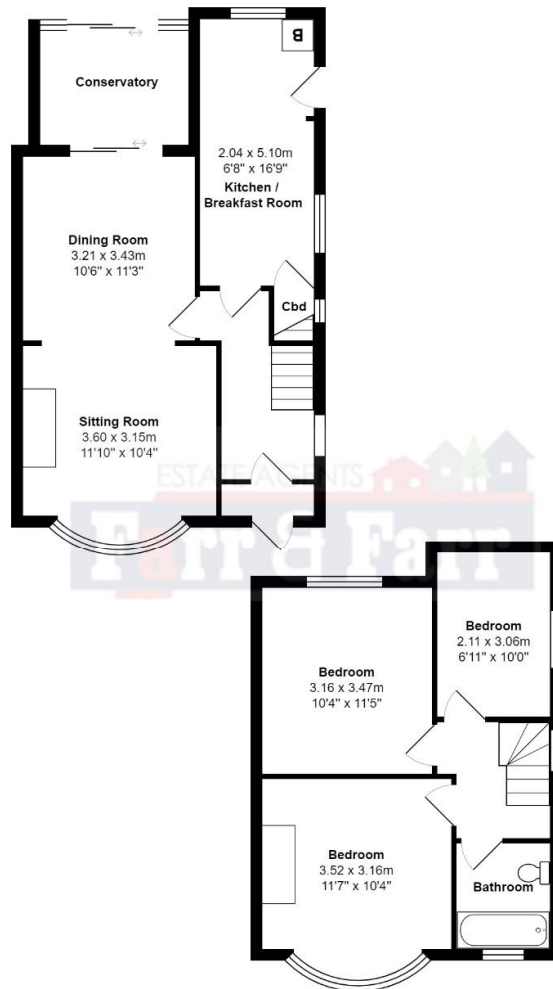 B
Conservatory
2.04 x 5.10m
6'8" x 16'9"
Kitchen /
Breakfast Room
Dining Room
3.21 x 3.43m
10'6" x 11'3"
Cbd
Sitting Room
3.60 x 3.15m
11'10" x 10'4"
ESTATE AGENTS
Farr & Farr
Bedroom
2.11 x 3.06m
6'11" x 10'0"
Bedroom
3.16 x 3.47m
10'4" x 11'5"
Bedroom
3.52 x 3.16m
11'7" x 10'4"
Bathroom